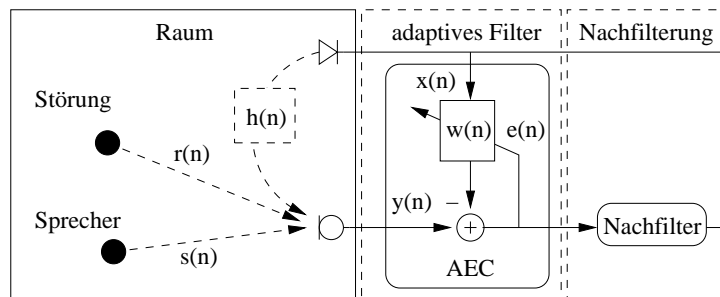 Raum
adaptives Filter
Nachfilterung
x(n)
Störung
h(n)
w(n)
e(n)
r(n)
Sprecher
y(n)
–
+
Nachfilter
s(n)
AEC